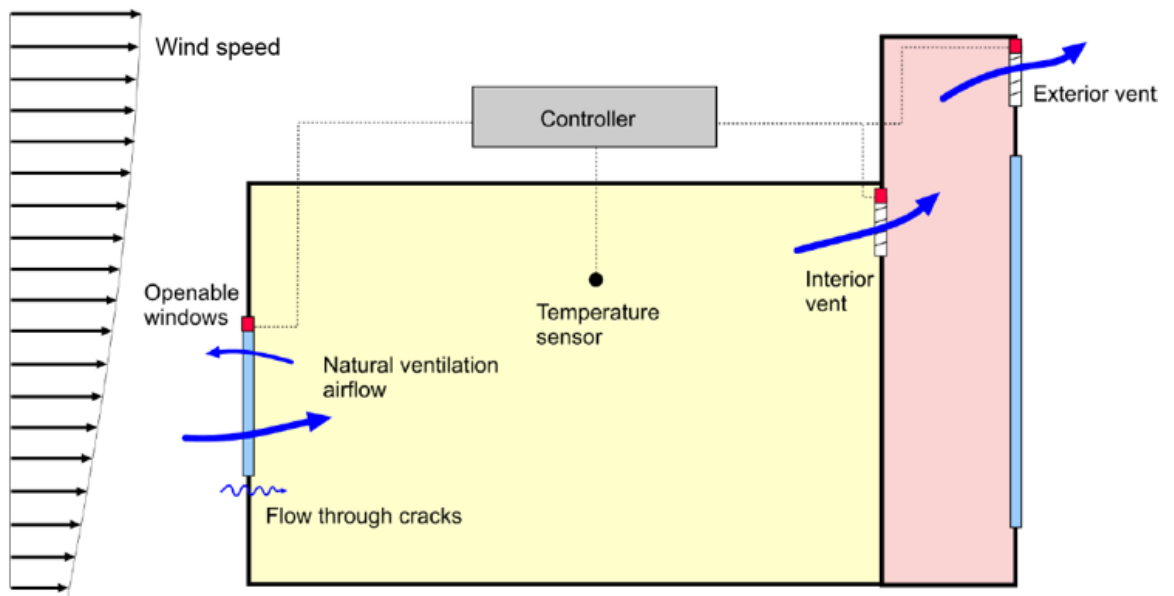 Wind speed
Controller
Exterior vent
Openable
windows
Interior
vent
Temperature
sensor
Natural ventilation
airflow
Flow through cracks